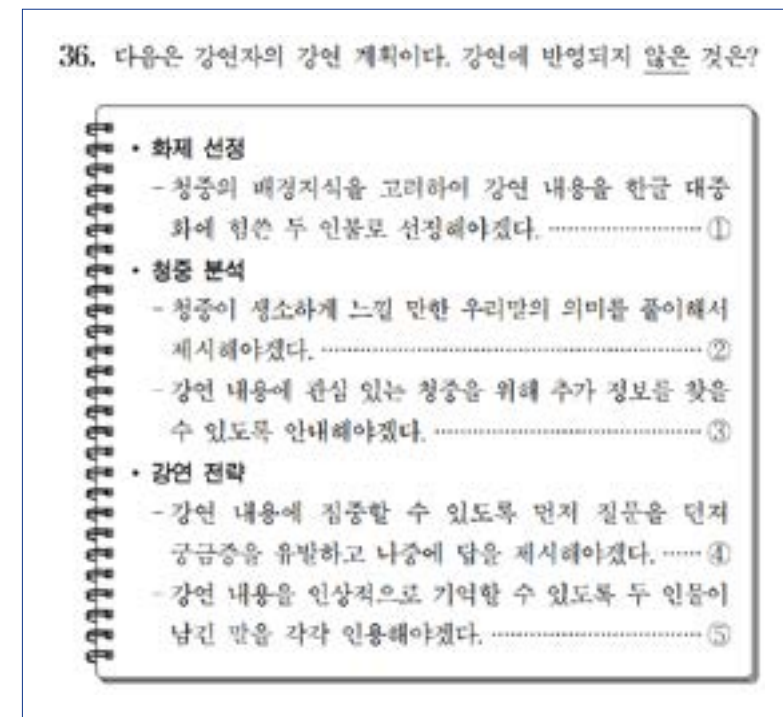 36. 다음은 강연자의 강연 계획이다. 강연에 반영되지 않은 것은?
• 화제 선정
- 청중의 배경지식을 고려하여 강연 내용을 한글 대중
화에 힘쓴 두 인물로 선정해야겠다. ························ ①
• 청중 분석
- 청중이 생소하게 느낄 만한 우리말의 의미를 풀이해서
제시해야겠다. ························ ②
- 강연 내용에 관심 있는 청중을 위해 추가 정보를 찾을
수 있도록 안내해야겠다. ························ ③
• 강연 전략
- 강연 내용에 집중할 수 있도록 먼저 질문을 던져
궁금증을 유발하고 나중에 답을 제시해야겠다. ······ ④
- 강연 내용을 인상적으로 기억할 수 있도록 두 인물이
남긴 말을 각각 인용해야겠다. ························ ⑤